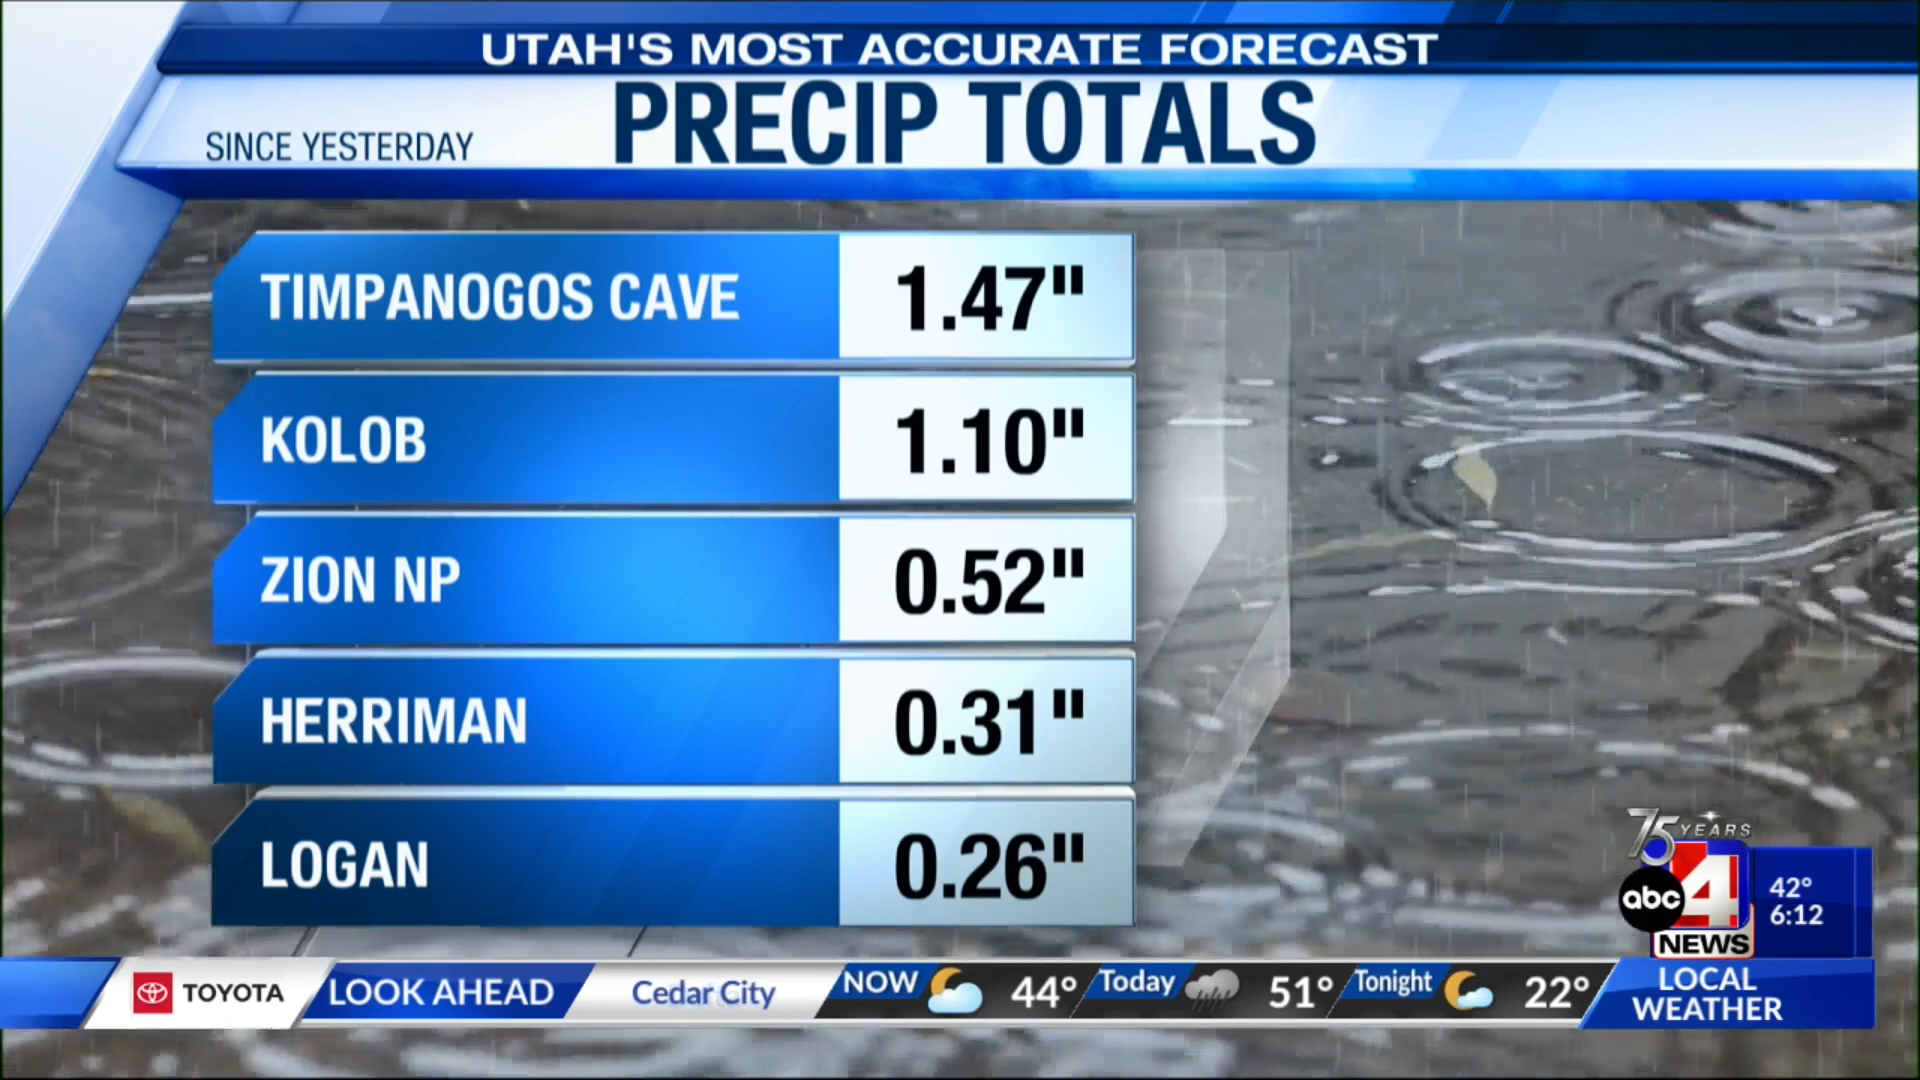 UTAH'S MOST ACCURATE FORECAST
SINCE YESTERDAY
PRECIP TOTALS
TIMPANOGOS CAVE 1.47"
KOLOB 1.10"
ZION NP 0.52"
HERRIMAN 0.31"
LOGAN 0.26"
75 YEARS
abc 4
NEWS
42°
6:12
TOYOTA LOOK AHEAD Cedar City NOW 44° Today 51° Tonight 22°
LOCAL
WEATHER